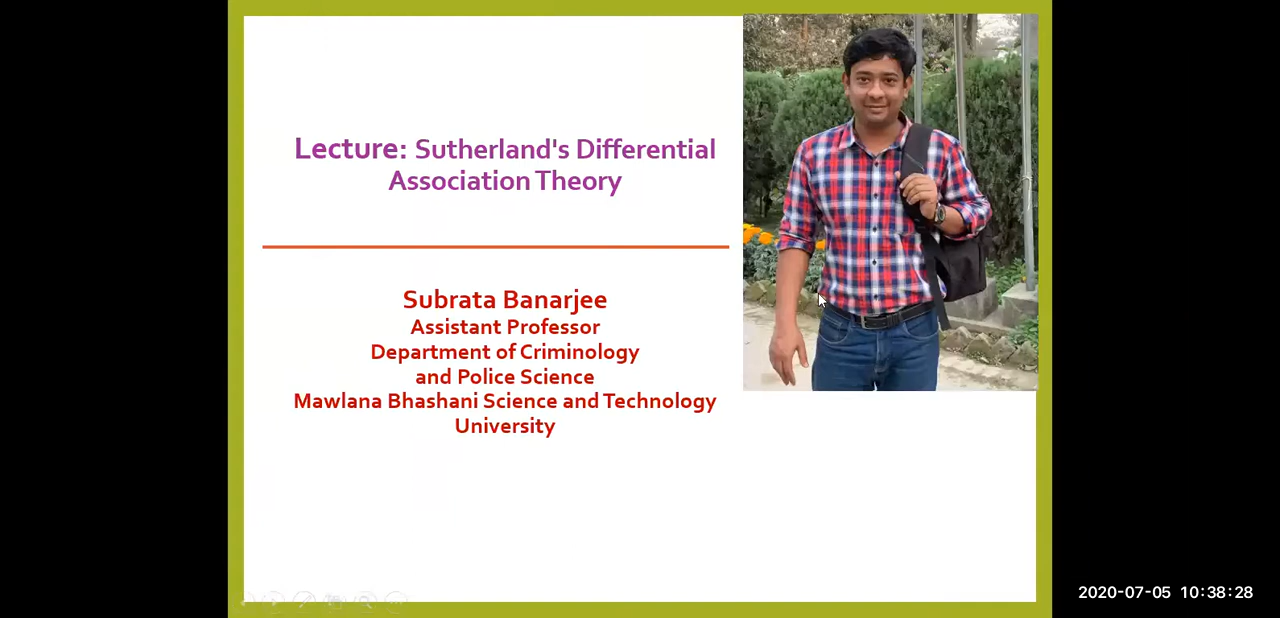 Lecture: Sutherland's Differential
Association Theory
Subrata Banarjee
Assistant Professor
Department of Criminology
and Police Science
Mawlana Bhashani Science and Technology
University
2020-07-05 10:38:28